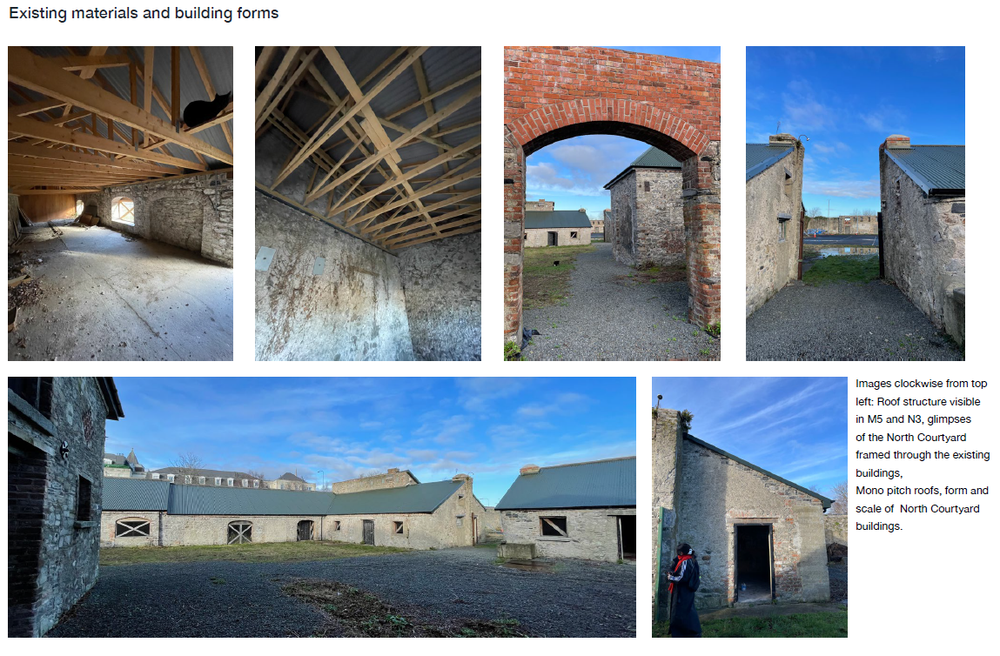 Existing materials and building forms
Images clockwise from top
left: Roof structure visible
in M5 and N3, glimpses
of the North Courtyard
framed through the existing
buildings,
Mono pitch roofs, form and
scale of North Courtyard
buildings.